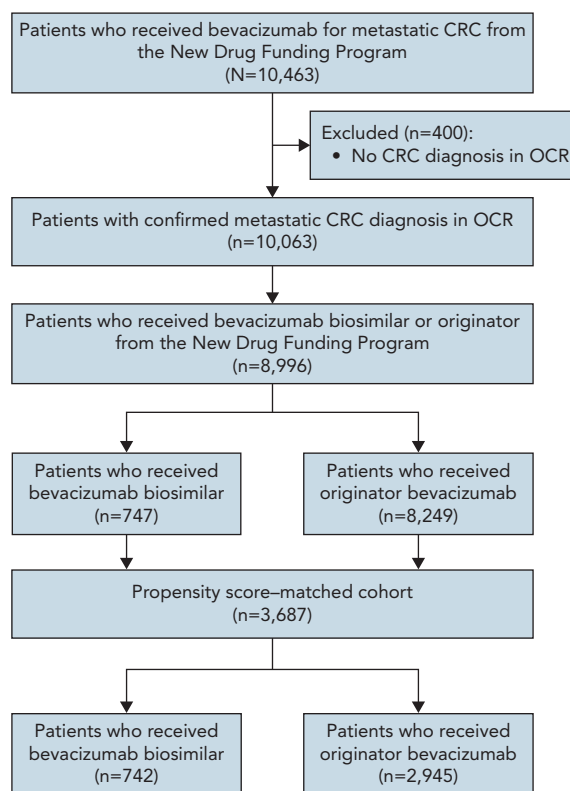 Patients who received bevacizumab for metastatic CRC from
the New Drug Funding Program
(N=10,463)
Excluded (n=400):
• No CRC diagnosis in OCR
Patients with confirmed metastatic CRC diagnosis in OCR
(n=10,063)
Patients who received bevacizumab biosimilar or originator
from the New Drug Funding Program
(n=8,996)
Patients who received
bevacizumab biosimilar
(n=747)
Patients who received
originator bevacizumab
(n=8,249)
Propensity score–matched cohort
(n=3,687)
Patients who received
bevacizumab biosimilar
(n=742)
Patients who received
originator bevacizumab
(n=2,945)